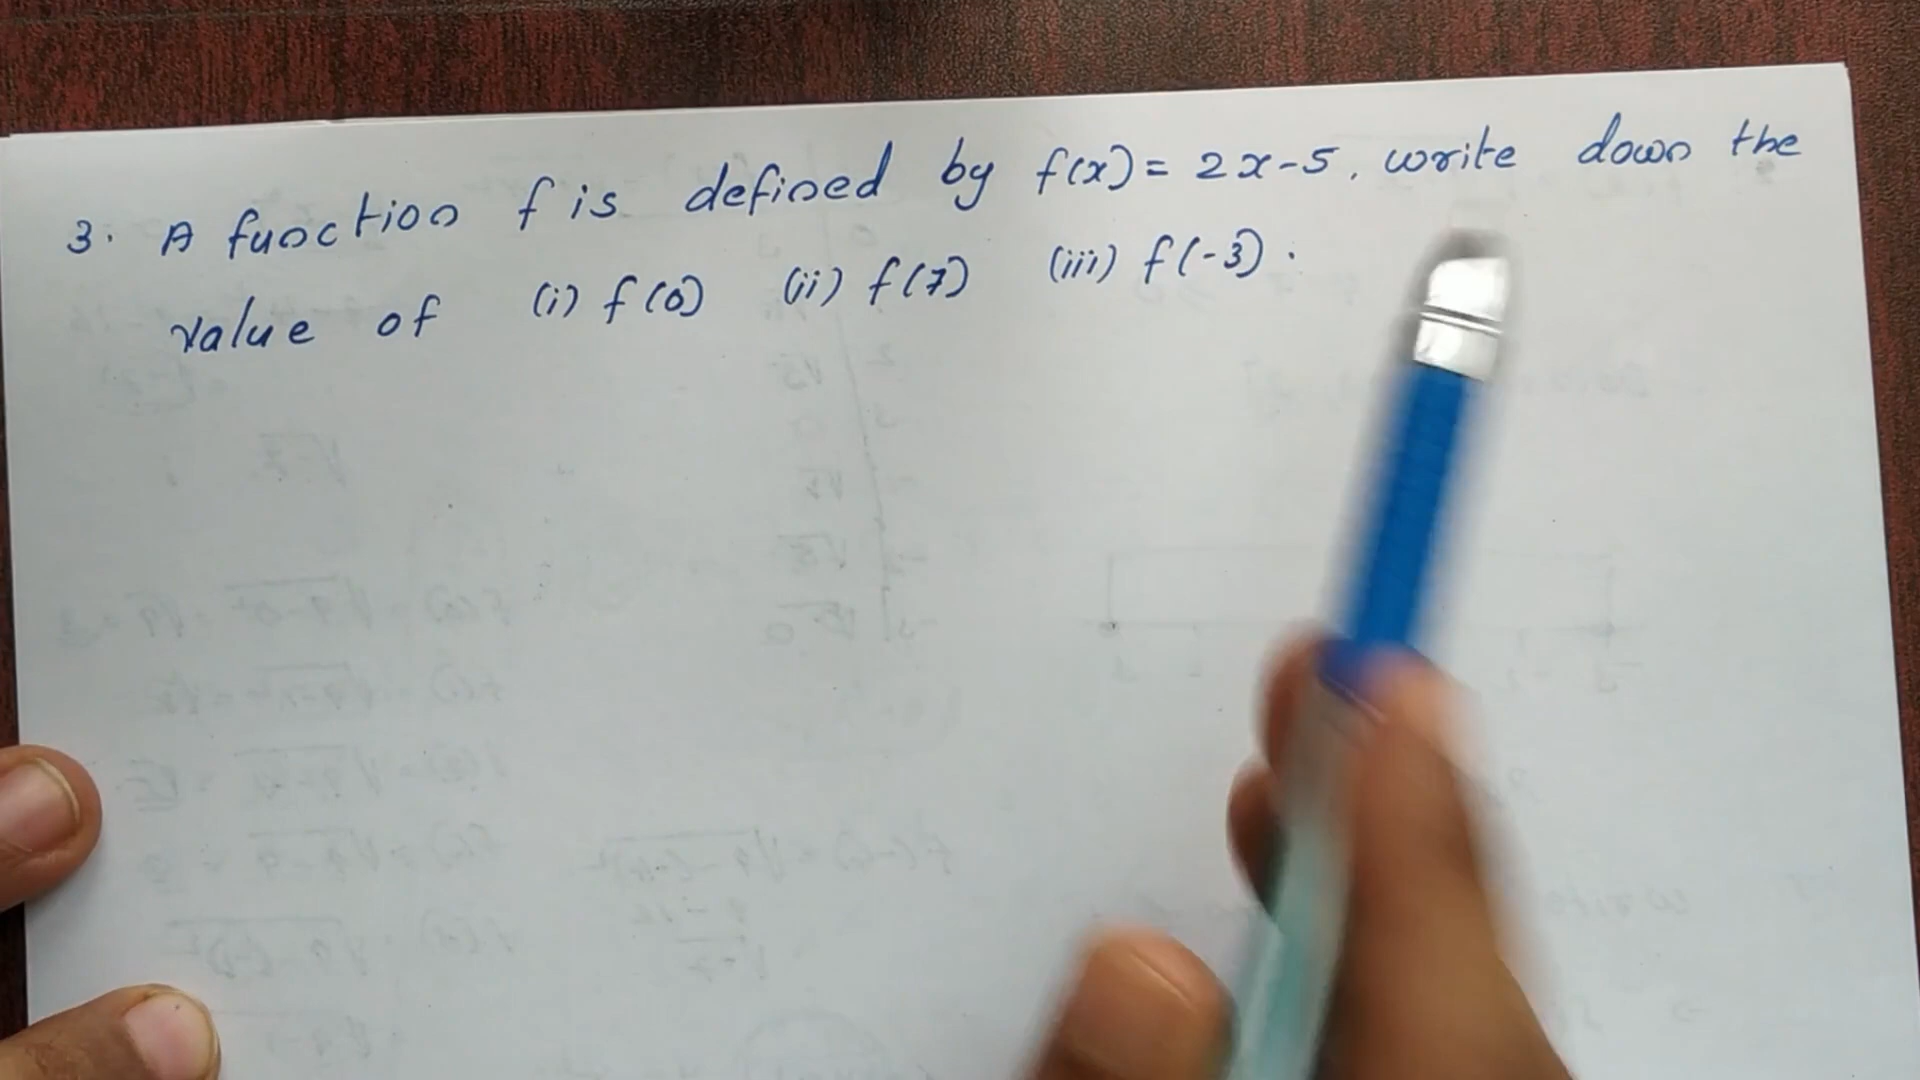 3. A function f is defined by f(x) = 2x-5. write down the
value of (i) f(0) (ii) f(7) (iii) f(-3).